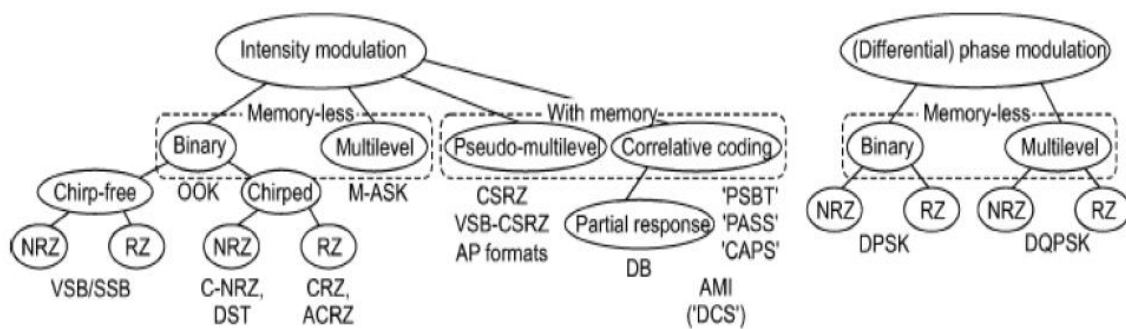 Intensity modulation
(Differential) phase modulation
Memory-less
With memory
Memory-less
Binary
Multilevel
Pseudo-multilevel
Correlative coding
Binary
Multilevel
Chirp-free
OOK
Chirped
M-ASK
CSRZ
VSB-CSRZ
AP formats
Partial response
'PSBT'
'PASS'
'CAPS'
NRZ
RZ
NRZ
RZ
NRZ
RZ
NRZ
RZ
DPSK
DQPSK
VSB/SSB
C-NRZ,
DST
CRZ,
ACRZ
DB
AMI
('DCS')